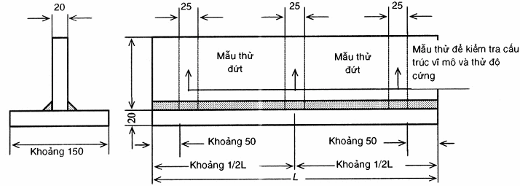 20
25
25
25
Mẫu thử
đứt
Mẫu thử
đứt
Mẫu thử để kiểm tra cấu
trúc vĩ mô và thử độ
cứng
20
Khoảng 150
Khoảng 50
Khoảng 50
Khoảng 1/2L
Khoảng 1/2L
L